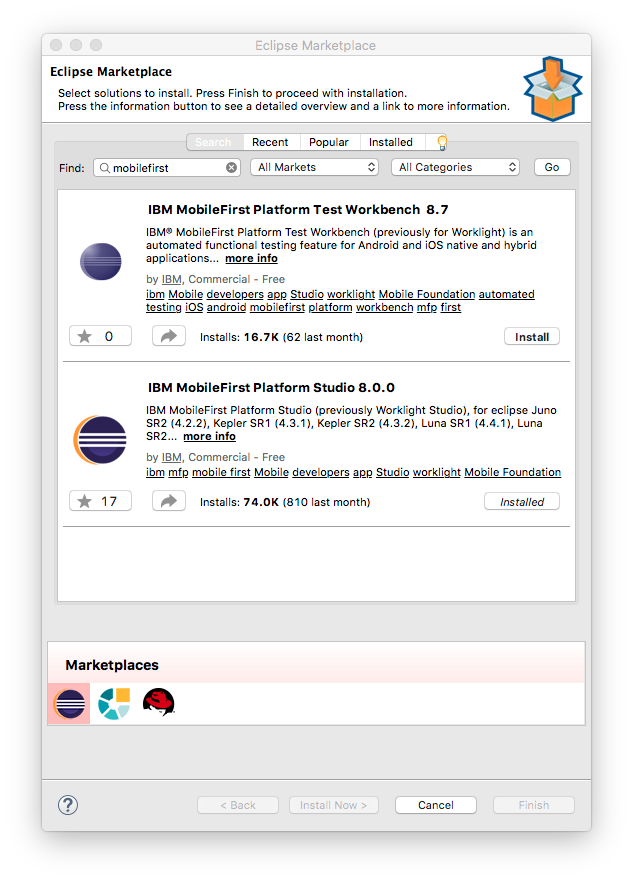 Eclipse Marketplace
Eclipse Marketplace
Select solutions to install. Press Finish to proceed with installation.
Press the information button to see a detailed overview and a link to more information.
Search Recent Popular Installed
Find: mobilefirst All Markets All Categories Go
IBM MobileFirst Platform Test Workbench 8.7
IBM® MobileFirst Platform Test Workbench (previously for Worklight) is an
automated functional testing feature for Android and iOS native and hybrid
applications... more info
by IBM, Commercial - Free
ibm Mobile developers app Studio worklight Mobile Foundation automated
testing iOS android mobilefirst platform workbench mfp first
0 Installs: 16.7K (62 last month) Install
IBM MobileFirst Platform Studio 8.0.0
IBM MobileFirst Platform Studio (previously Worklight Studio), for eclipse Juno
SR2 (4.2.2), Kepler SR1 (4.3.1), Kepler SR2 (4.3.2), Luna SR1 (4.4.1), Luna
SR2... more info
by IBM, Commercial - Free
ibm mfp mobile first Mobile developers app Studio worklight Mobile Foundation
17 Installs: 74.0K (810 last month) Installed
Marketplaces
? < Back Install Now > Cancel Finish